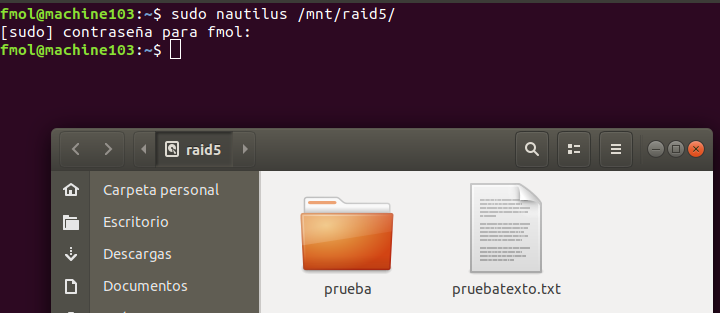 fmol@machine103:~$ sudo nautilus /mnt/raid5/
[sudo] contraseña para fmol:
fmol@machine103:~$
raid5
Carpeta personal
Escritorio
Descargas
Documentos
prueba
pruebatexto.txt